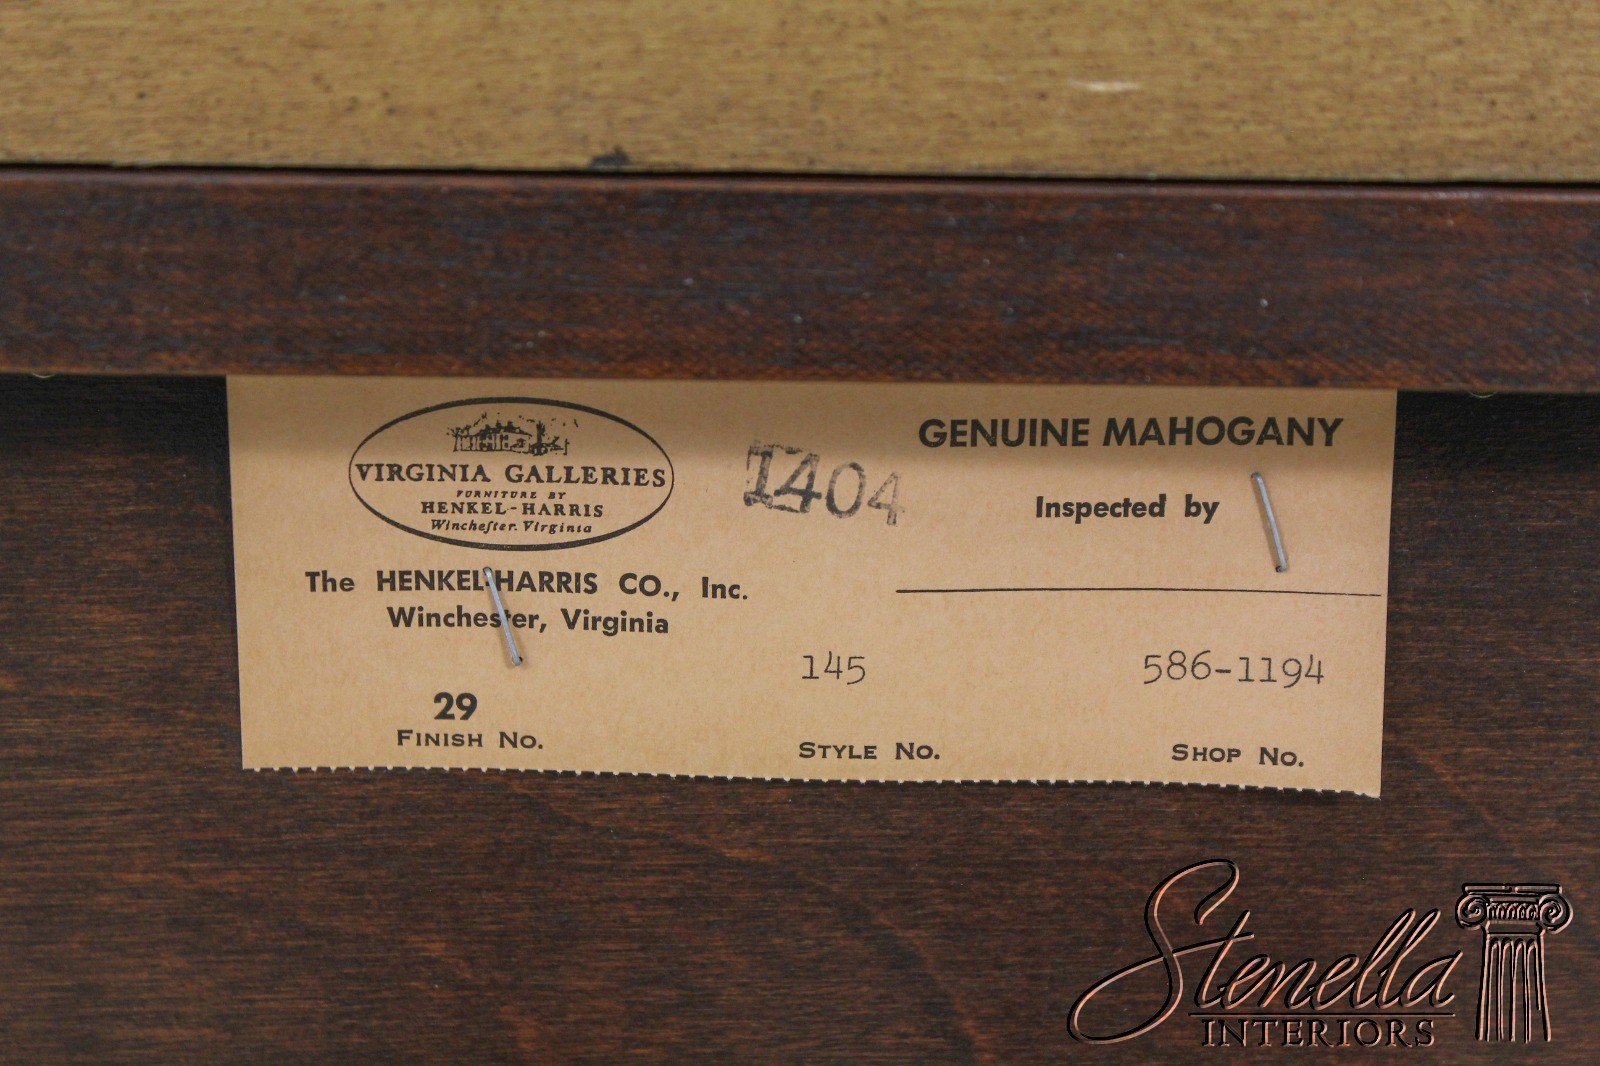 VIRGINIA GALLERIES
FURNITURE BY
HENKEL-HARRIS
Winchester, Virginia
The HENKEL-HARRIS CO., Inc.
Winchester, Virginia
29
FINISH NO.
1404
145
STYLE NO.
GENUINE MAHOGANY
Inspected by
586-1194
SHOP NO.
Stenella
INTERIORS